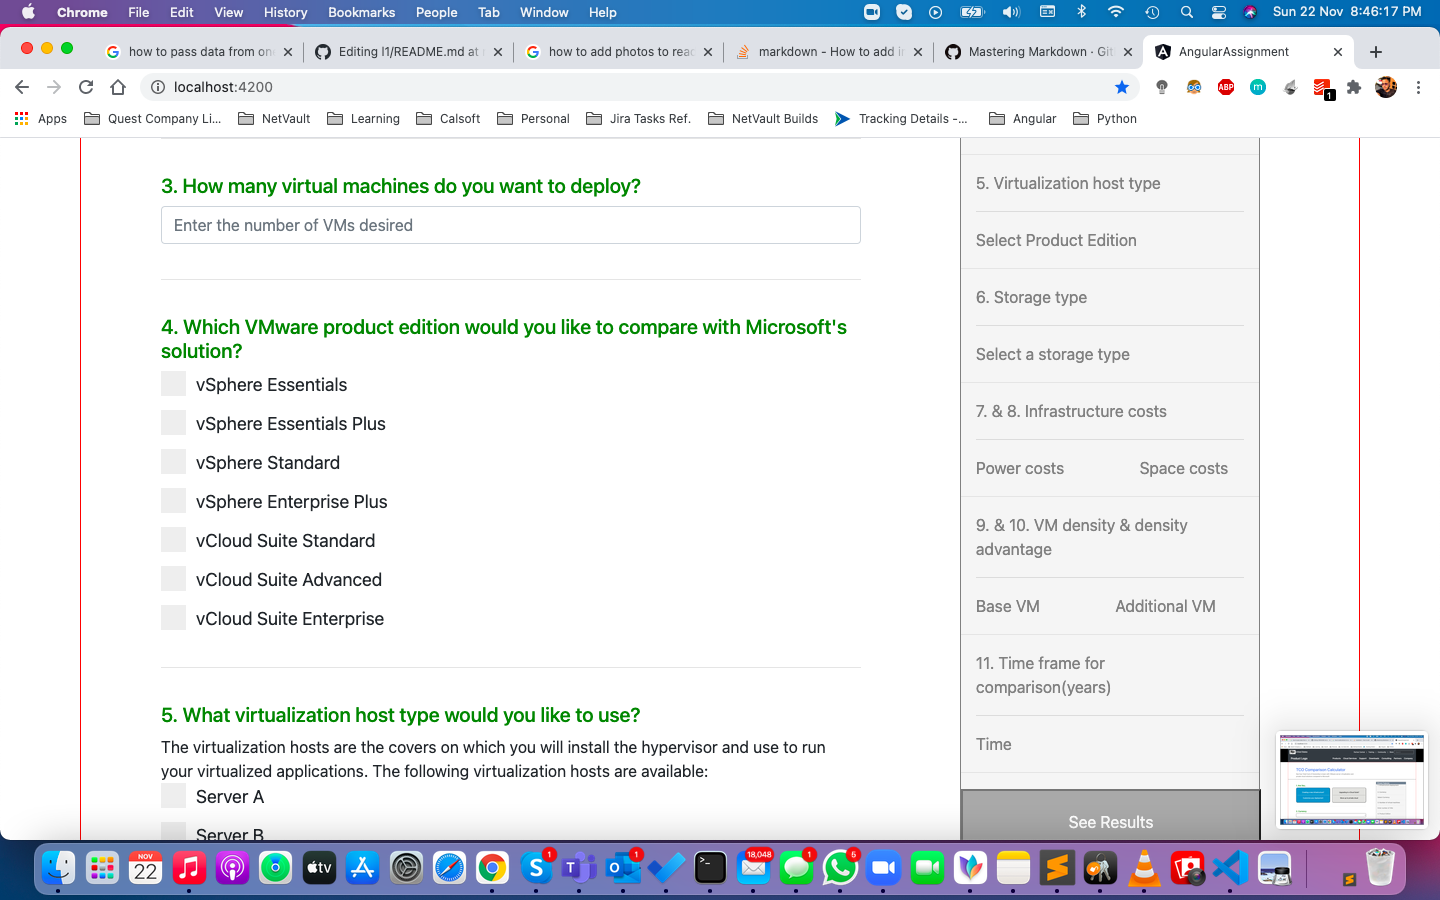 Chrome File Edit View History Bookmarks People Tab Window Help Sun 22 Nov 8:46:17 PM
how to pass data from on
Editing l1/README.md at
how to add photos to rea
markdown - How to add i
Mastering Markdown · Git
AngularAssignment
localhost:4200
ABP
m
1
Apps Quest Company Li... NetVault Learning Calsoft Personal Jira Tasks Ref. NetVault Builds Tracking Details -... Angular Python
3. How many virtual machines do you want to deploy?
Enter the number of VMs desired
4. Which VMware product edition would you like to compare with Microsoft's
solution?
vSphere Essentials
vSphere Essentials Plus
vSphere Standard
vSphere Enterprise Plus
vCloud Suite Standard
vCloud Suite Advanced
vCloud Suite Enterprise
5. What virtualization host type would you like to use?
The virtualization hosts are the covers on which you will install the hypervisor and use to run
your virtualized applications. The following virtualization hosts are available:
Server A
Server B
5. Virtualization host type
Select Product Edition
6. Storage type
Select a storage type
7. & 8. Infrastructure costs
Power costs Space costs
9. & 10. VM density & density
advantage
Base VM Additional VM
11. Time frame for
comparison(years)
Time
See Results
TCO Comparison Calculator
NOV
22
tv
1
1
18,048
1
6